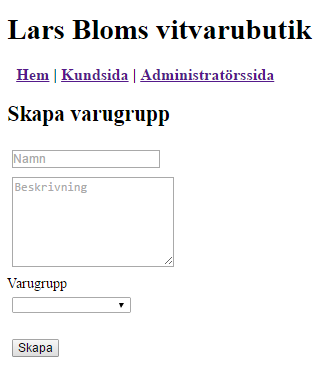 Lars Bloms vitvarubutik
Hem | Kundsida | Administratörssida
Skapa varugrupp
Namn
Beskrivning
Varugrupp
Skapa